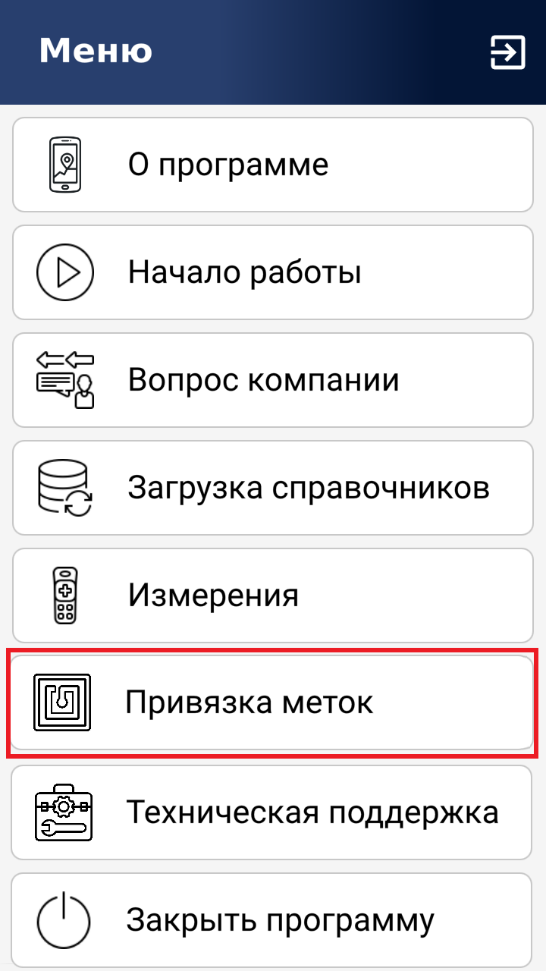 Меню
О программе
Начало работы
Вопрос компании
Загрузка справочников
Измерения
Привязка меток
Техническая поддержка
Закрыть программу